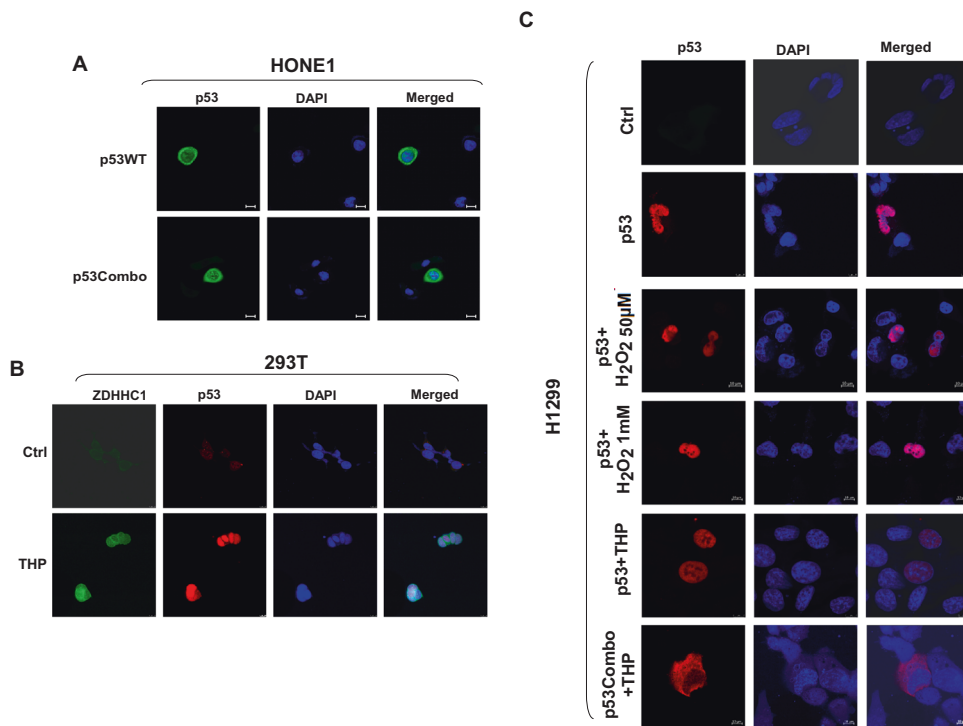 A
HONE1
p53
DAPI
Merged
p53WT
p53Combo
B
293T
ZDHHC1
p53
DAPI
Merged
Ctrl
THP
C
p53
DAPI
Merged
H1299
Ctrl
p53
p53+
H2O2 50µM
p53+
H2O2 1mM
p53+THP
p53Combo
+THP